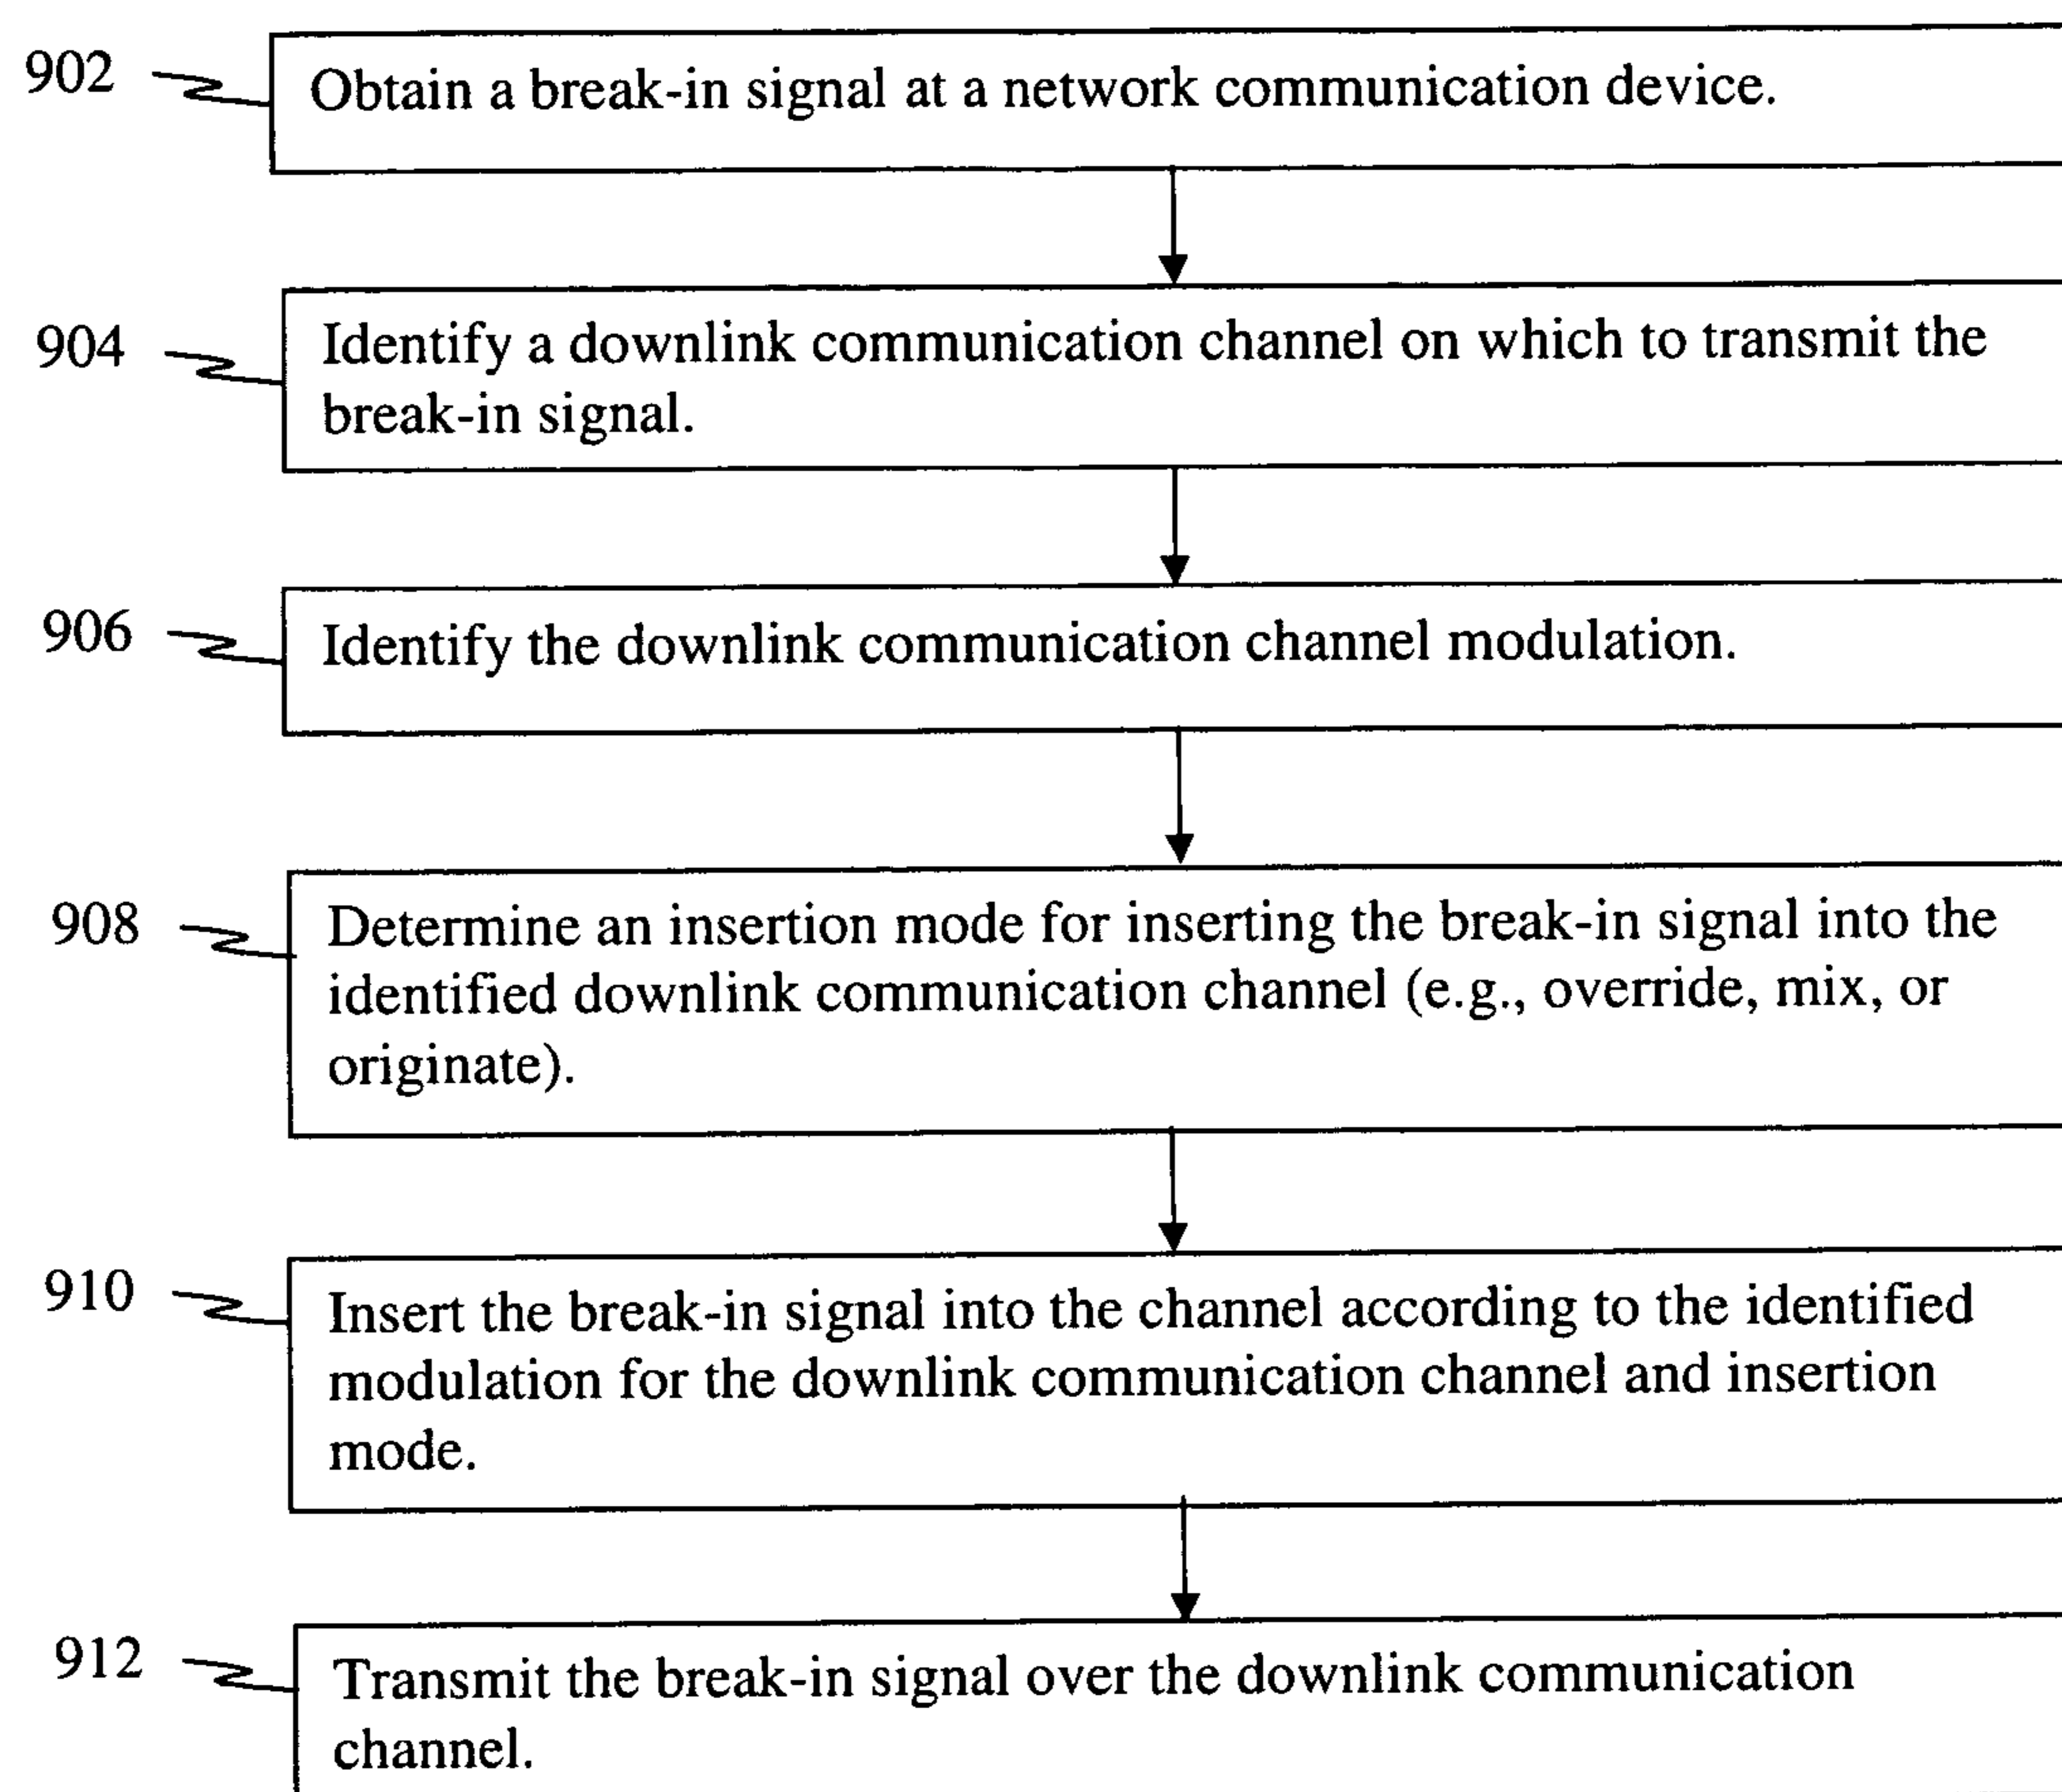 902
Obtain a break-in signal at a network communication device.
904
Identify a downlink communication channel on which to transmit the
break-in signal.
906
Identify the downlink communication channel modulation.
908
Determine an insertion mode for inserting the break-in signal into the
identified downlink communication channel (e.g., override, mix, or
originate).
910
Insert the break-in signal into the channel according to the identified
modulation for the downlink communication channel and insertion
mode.
912
Transmit the break-in signal over the downlink communication
channel.